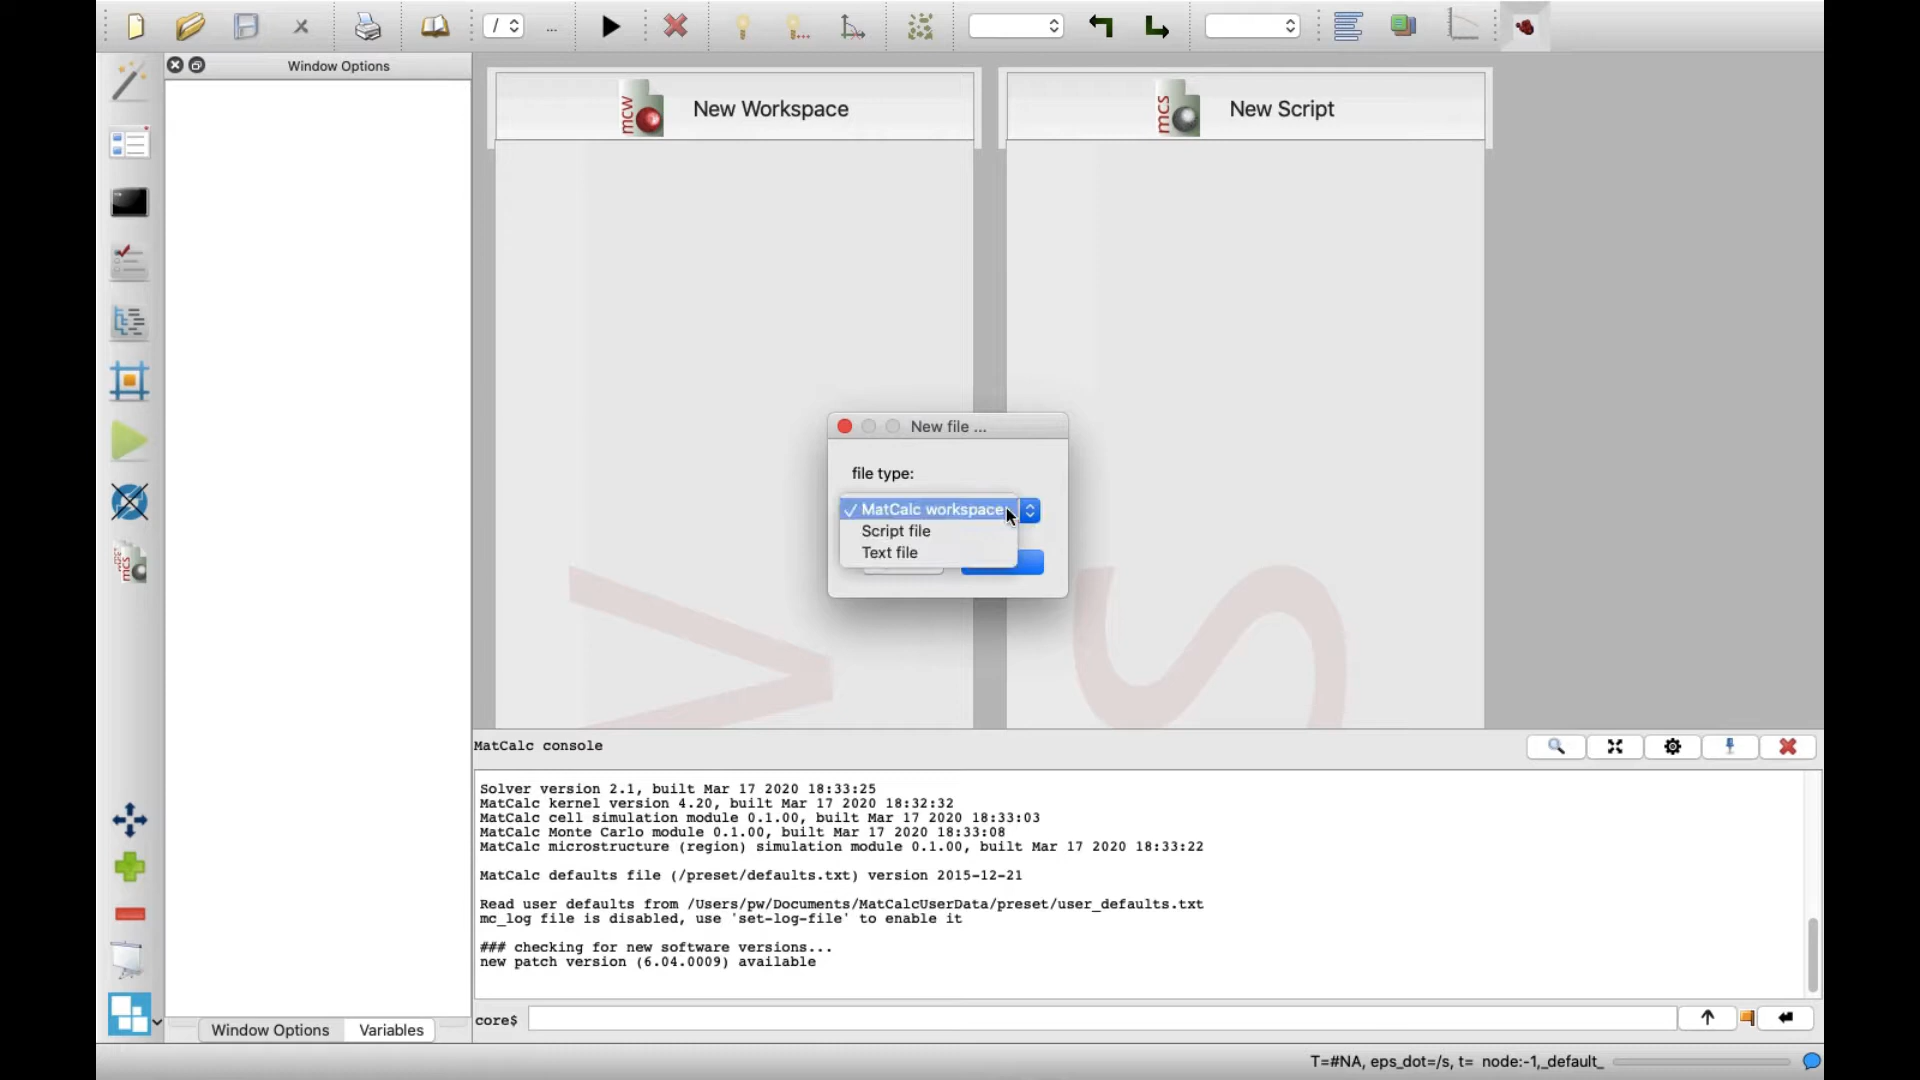 /
...
Window Options
mcw
New Workspace
mcs
New Script
New file ...
file type:
✓ MatCalc workspace
Script file
Text file
MatCalc console
Solver version 2.1, built Mar 17 2020 18:33:25
MatCalc kernel version 4.20, built Mar 17 2020 18:32:32
MatCalc cell simulation module 0.1.00, built Mar 17 2020 18:33:03
MatCalc Monte Carlo module 0.1.00, built Mar 17 2020 18:33:08
MatCalc microstructure (region) simulation module 0.1.00, built Mar 17 2020 18:33:22
MatCalc defaults file (/preset/defaults.txt) version 2015-12-21
Read user defaults from /Users/pw/Documents/MatCalcUserData/preset/user_defaults.txt
mc_log file is disabled, use 'set-log-file' to enable it
### checking for new software versions...
new patch version (6.04.0009) available
core$
Window Options
Variables
T=#NA, eps_dot=/s, t= node:-1,_default_